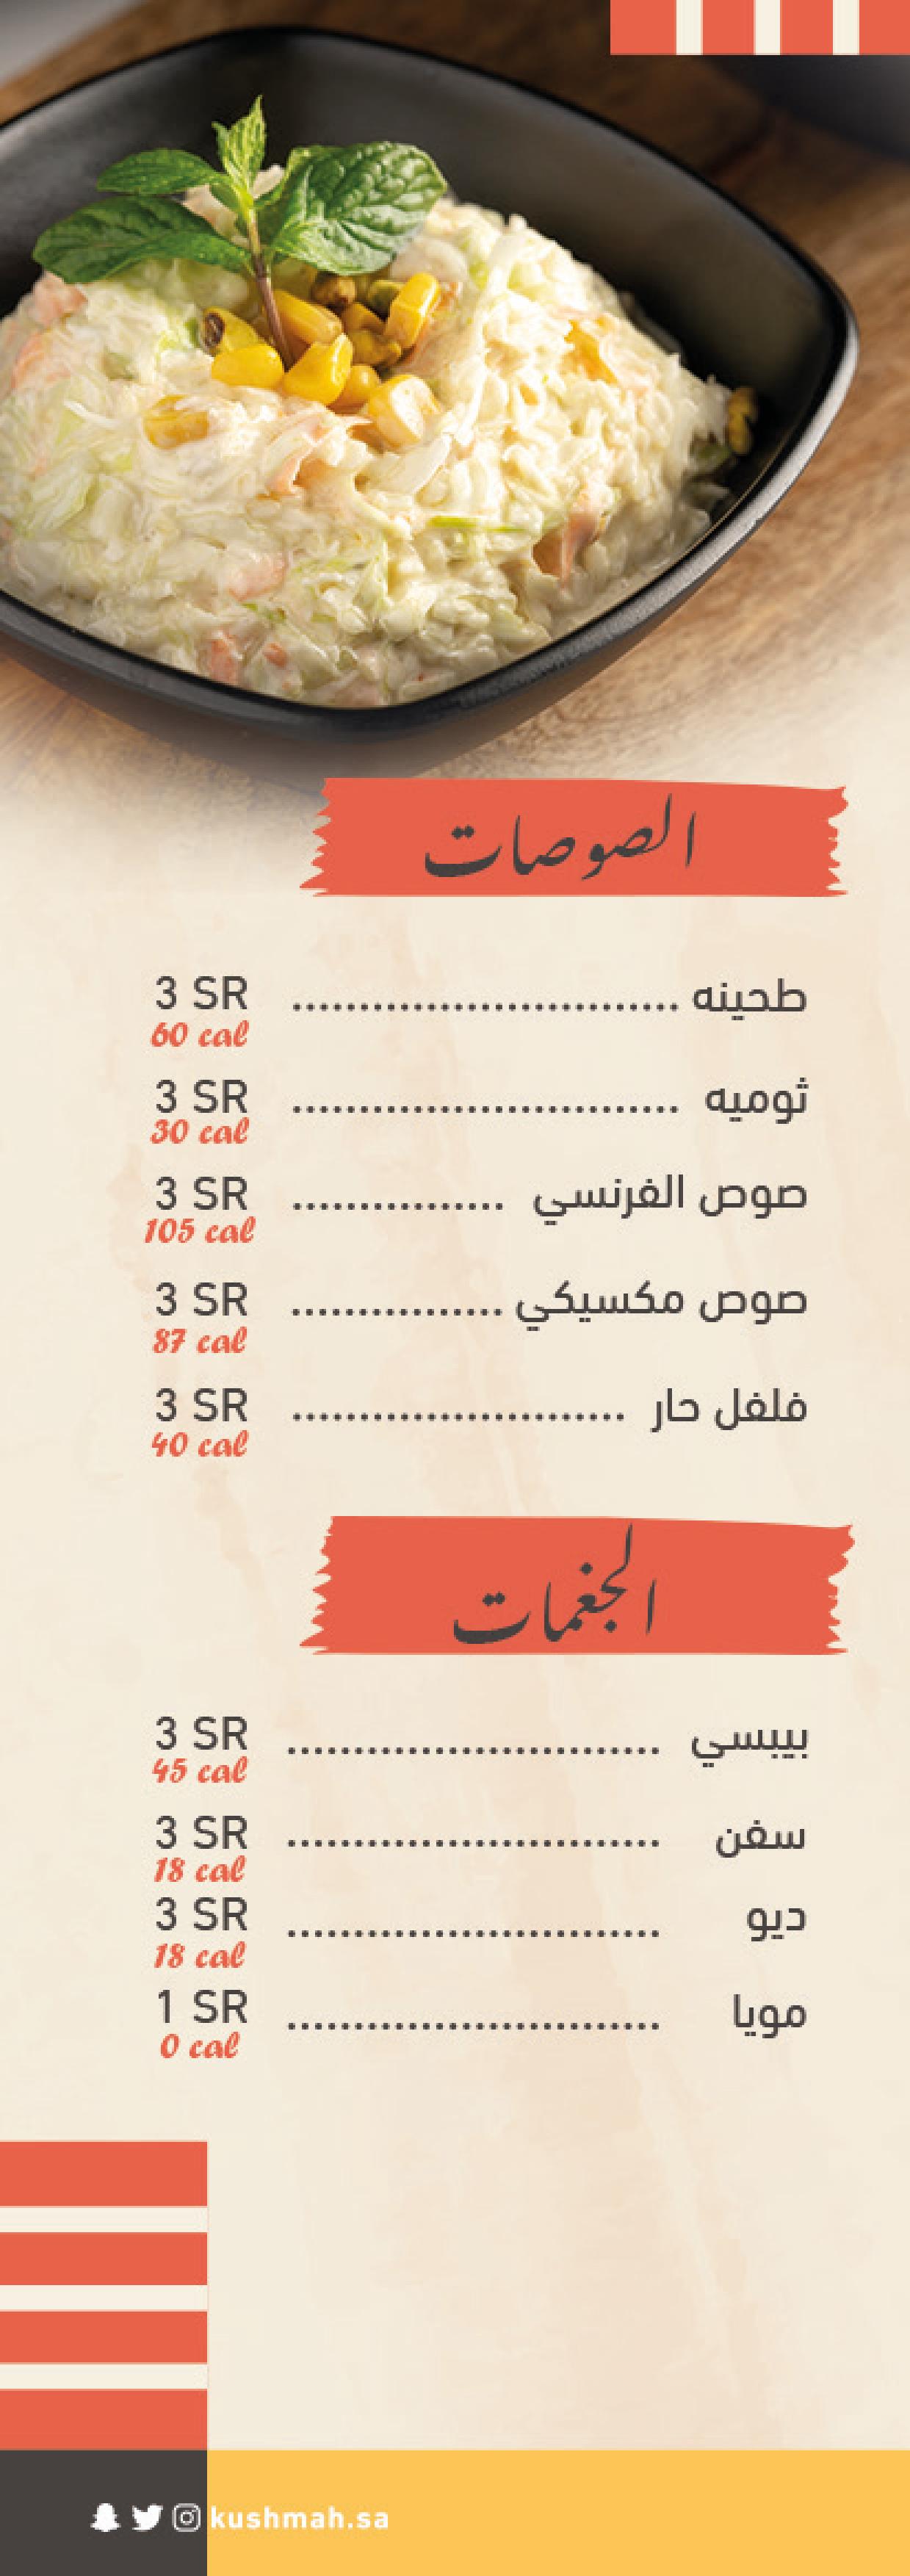 الصوصات
طحينه ............................. 3 SR
60 cal
ثوميه ............................. 3 SR
30 cal
صوص الفرنسي ................ 3 SR
105 cal
صوص مكسيكي ................ 3 SR
87 cal
فلفل حار ......................... 3 SR
40 cal
الجغمات
بيبسي ............................ 3 SR
45 cal
سفن ............................ 3 SR
18 cal
ديو ............................ 3 SR
18 cal
مويا ............................ 1 SR
0 cal
kushmah.sa